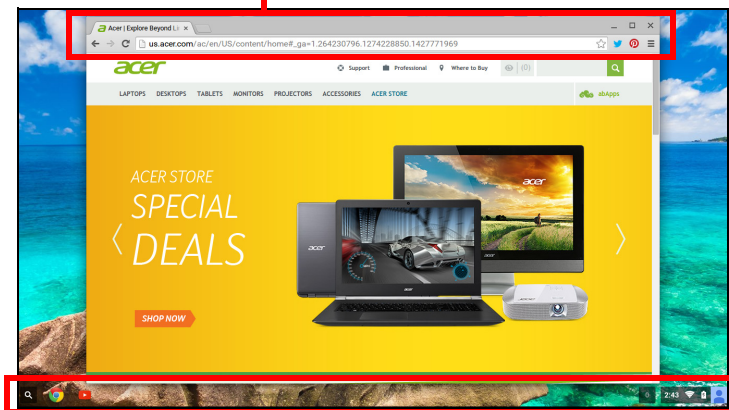 Acer | Explore Beyond Li
us.acer.com/ac/en/US/content/home#_ga=1.264230796.1274228850.1427771969
acer
Support Professional Where to Buy (0)
LAPTOPS DESKTOPS TABLETS MONITORS PROJECTORS ACCESSORIES ACER STORE abApps
ACER STORE
SPECIAL
DEALS
acer
acer
acer
acer
SHOP NOW
0 2:43